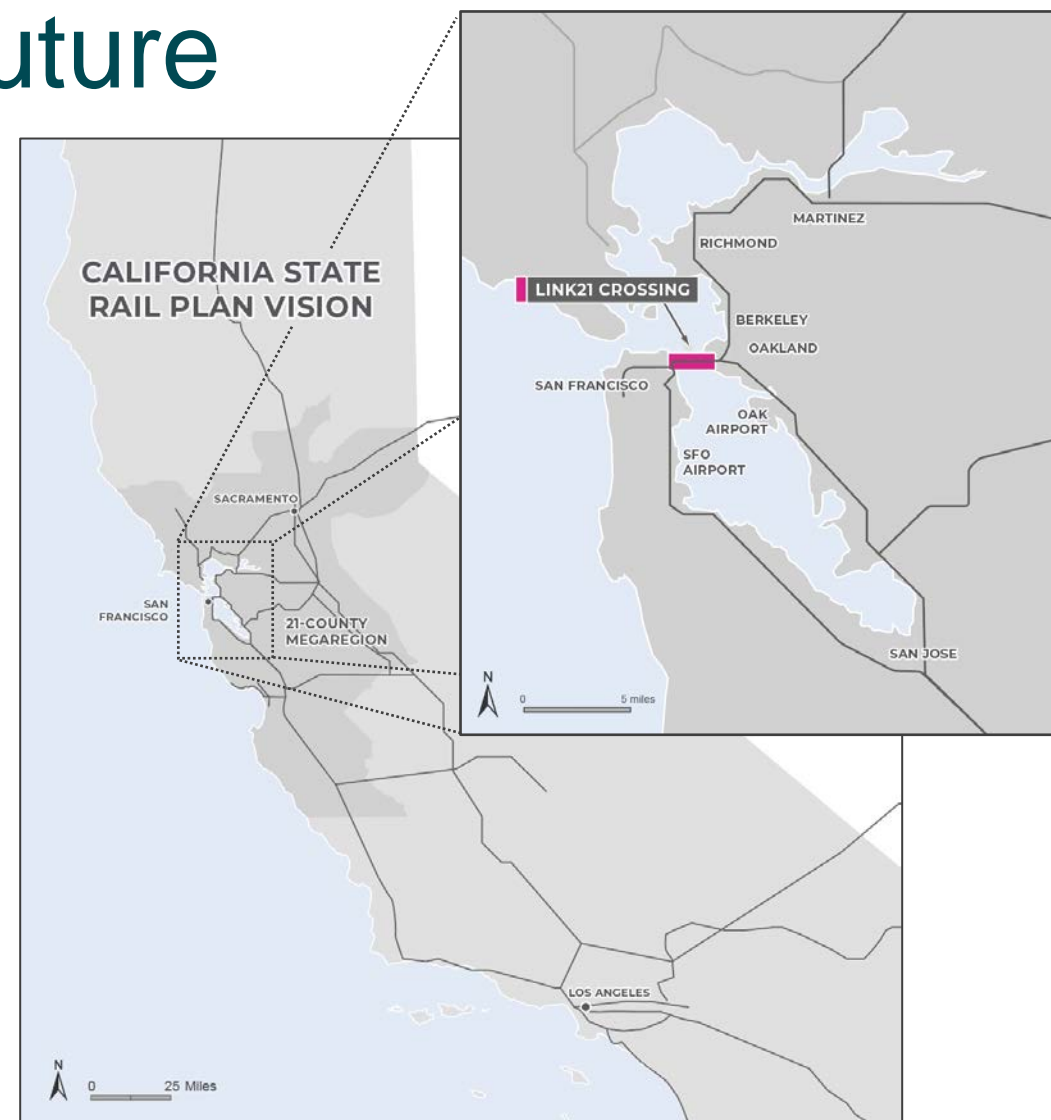 uture
CALIFORNIA STATE
RAIL PLAN VISION
SACRAMENTO
SAN
FRANCISCO
21-COUNTY
MEGAREGION
LOS ANGELES
N
0 25 Miles
MARTINEZ
RICHMOND
LINK21 CROSSING
BERKELEY
OAKLAND
SAN FRANCISCO
OAK
AIRPORT
SFO
AIRPORT
SAN JOSE
N
0 5 miles